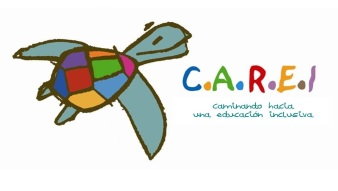 C.A.R.E.I
caminando hacia
una educación inclusiva